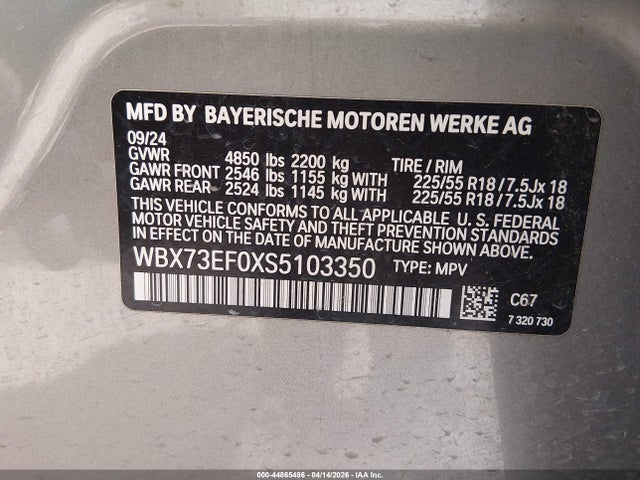 MFD BY BAYERISCHE MOTOREN WERKE AG
09/24
GVWR 4850 lbs 2200 kg TIRE / RIM
GAWR FRONT 2546 lbs 1155 kg WITH 225/55 R18 / 7.5Jx 18
GAWR REAR 2524 lbs 1145 kg WITH 225/55 R18 / 7.5Jx 18
THIS VEHICLE CONFORMS TO ALL APPLICABLE U. S. FEDERAL
MOTOR VEHICLE SAFETY AND THEFT PREVENTION STANDARDS
IN EFFECT ON THE DATE OF MANUFACTURE SHOWN ABOVE.
WBX73EF0XS5103350 TYPE: MPV
C67
7 320 730
000-44865486 - 04/14/2026 - IAA Inc.